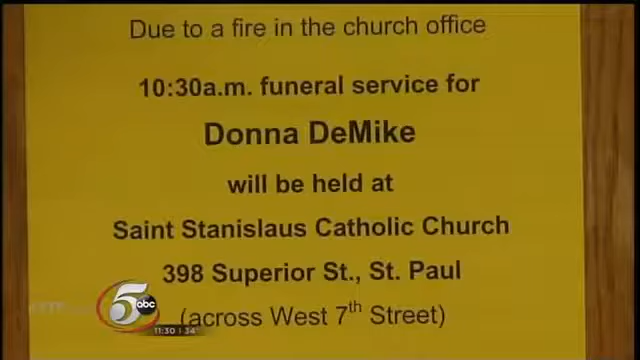 Due to a fire in the church office
10:30a.m. funeral service for
Donna DeMike
will be held at
Saint Stanislaus Catholic Church
398 Superior St., St. Paul
(across West 7th Street)
5 abc
11:30 34°